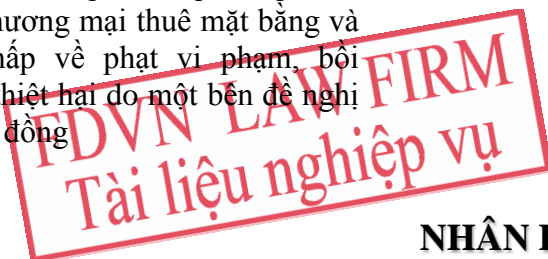 hương mại thuê mặt bằng và
hấp về phạt vi phạm, bồi
hiệt hại do một bên đề nghị
đồng
FDVN LAW FIRM
Tài liệu nghiệp vụ
NHÂN